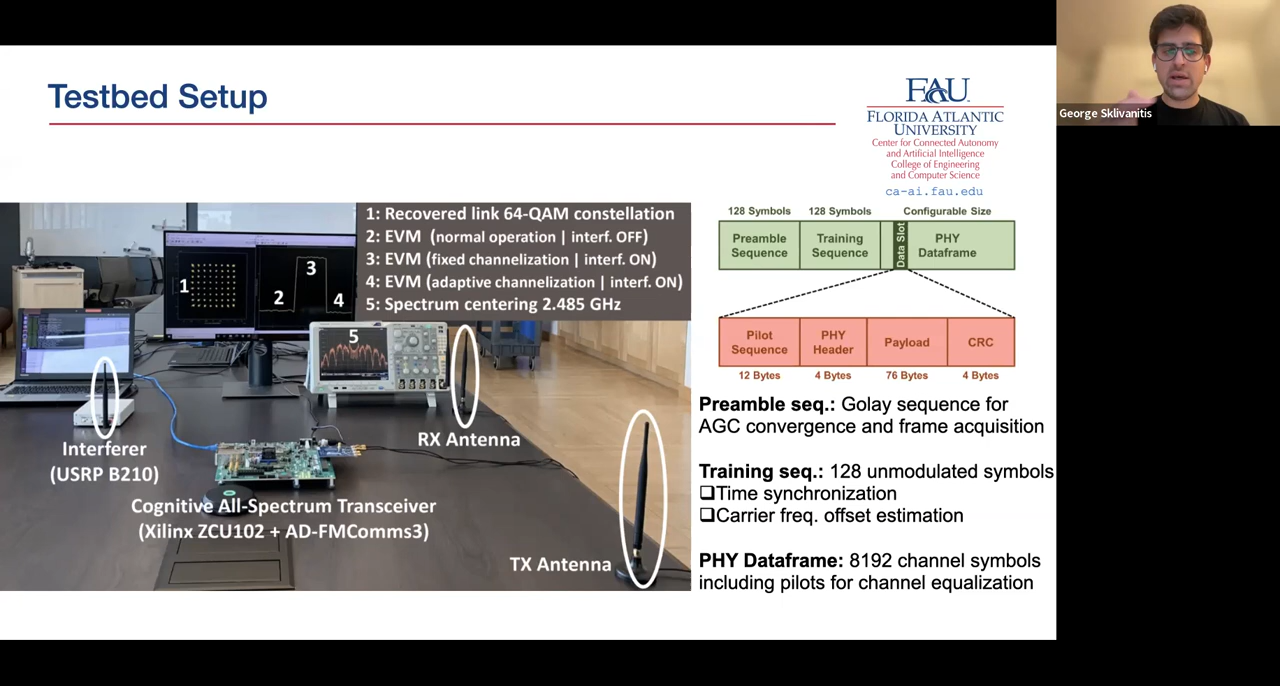 Testbed Setup
FAU
FLORIDA ATLANTIC
UNIVERSITY
Center for Connected Autonomy
and Artificial Intelligence
College of Engineering
and Computer Science
ca-ai.fau.edu
George Sklivanitis
1: Recovered link 64-QAM constellation
2: EVM (normal operation | interf. OFF)
3: EVM (fixed channelization | interf. ON)
4: EVM (adaptive channelization | interf. ON)
5: Spectrum centering 2.485 GHz
1
2
3
4
5
Interferer
(USRP B210)
RX Antenna
Cognitive All-Spectrum Transceiver
(Xilinx ZCU102 + AD-FMComms3)
TX Antenna
128 Symbols 128 Symbols Configurable Size
Preamble Sequence
Training Sequence
Data Slot
PHY Dataframe
Pilot Sequence
PHY Header
Payload
CRC
12 Bytes 4 Bytes 76 Bytes 4 Bytes
Preamble seq.: Golay sequence for
AGC convergence and frame acquisition
Training seq.: 128 unmodulated symbols
❑Time synchronization
❑Carrier freq. offset estimation
PHY Dataframe: 8192 channel symbols
including pilots for channel equalization